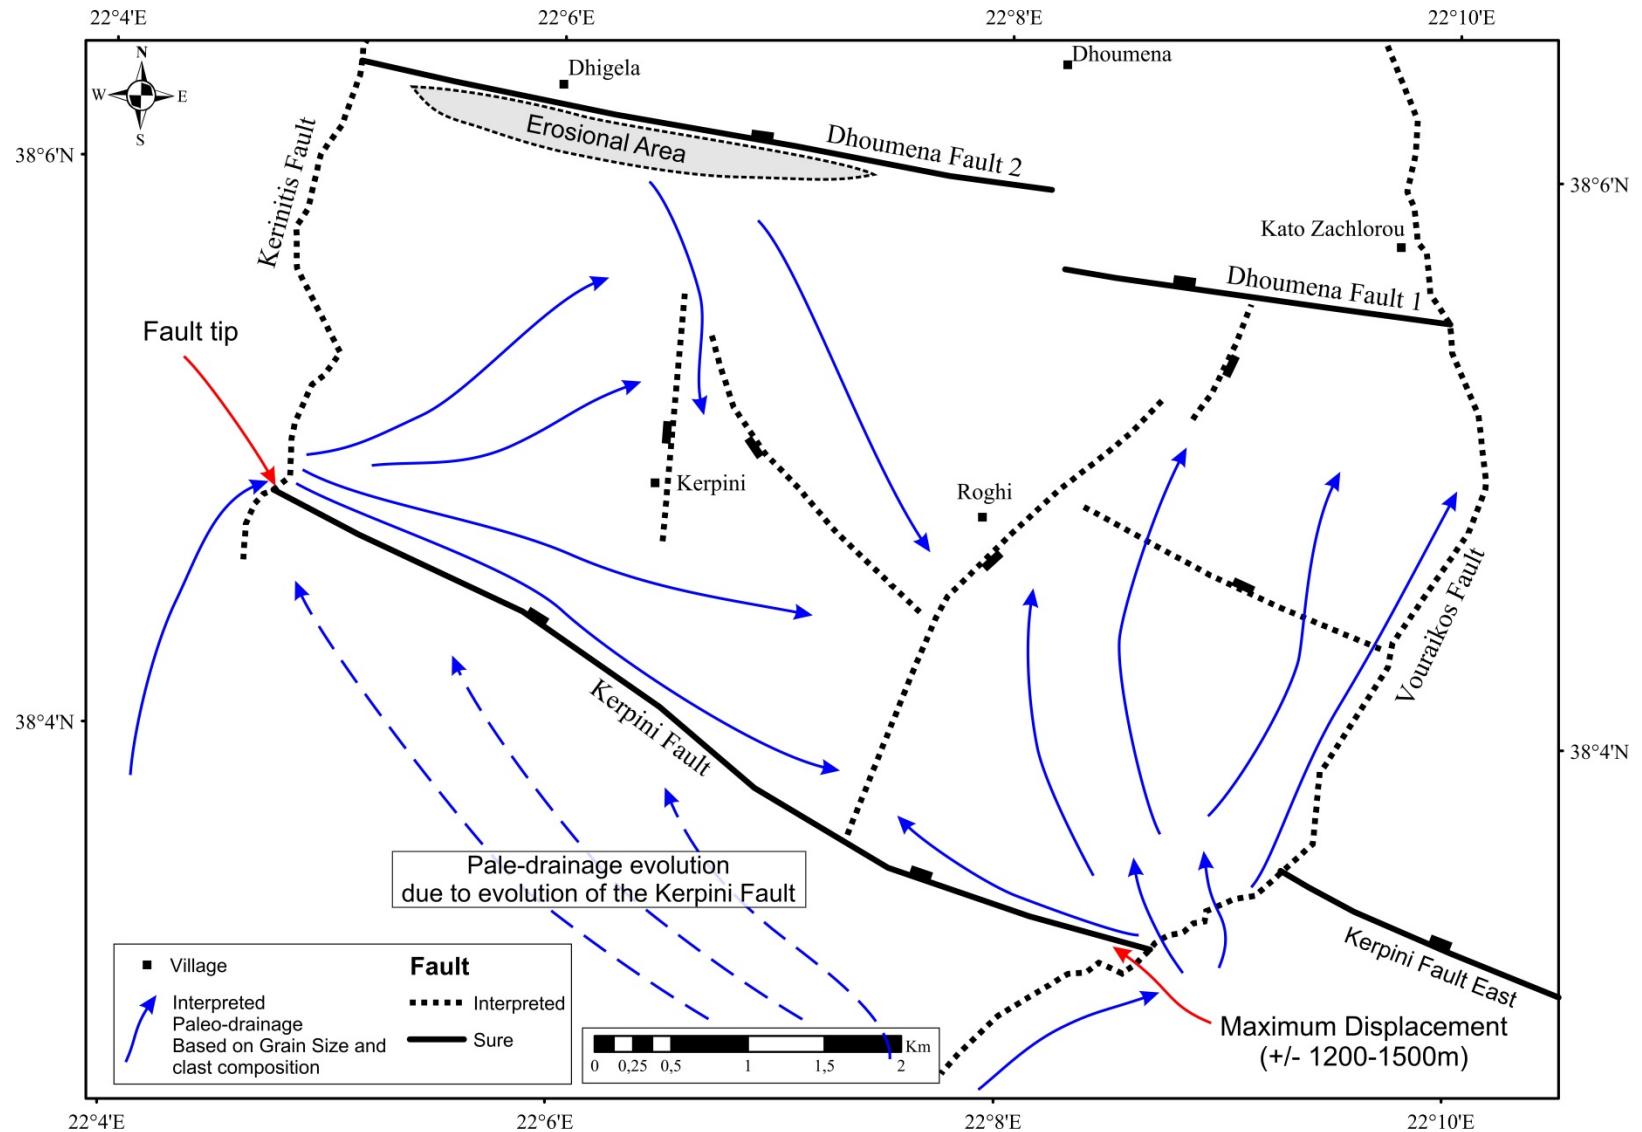 22°4'E 22°6'E 22°8'E 22°10'E
N
W E
S
Dhigela
Dhoumena
Erosional Area
Dhoumena Fault 2
38°6'N
38°6'N
Kerinitis Fault
Kato Zachlorou
Dhoumena Fault 1
Fault tip
Kerpini
Roghi
Vouraikos Fault
Kerpini Fault
38°4'N
38°4'N
Pale-drainage evolution
due to evolution of the Kerpini Fault
Kerpini Fault East
Maximum Displacement
(+/- 1200-1500m)
Village
Interpreted
Paleo-drainage
Based on Grain Size and
clast composition
Fault
Interpreted
Sure
Km
0 0,25 0,5 1 1,5 2
22°4'E 22°6'E 22°8'E 22°10'E